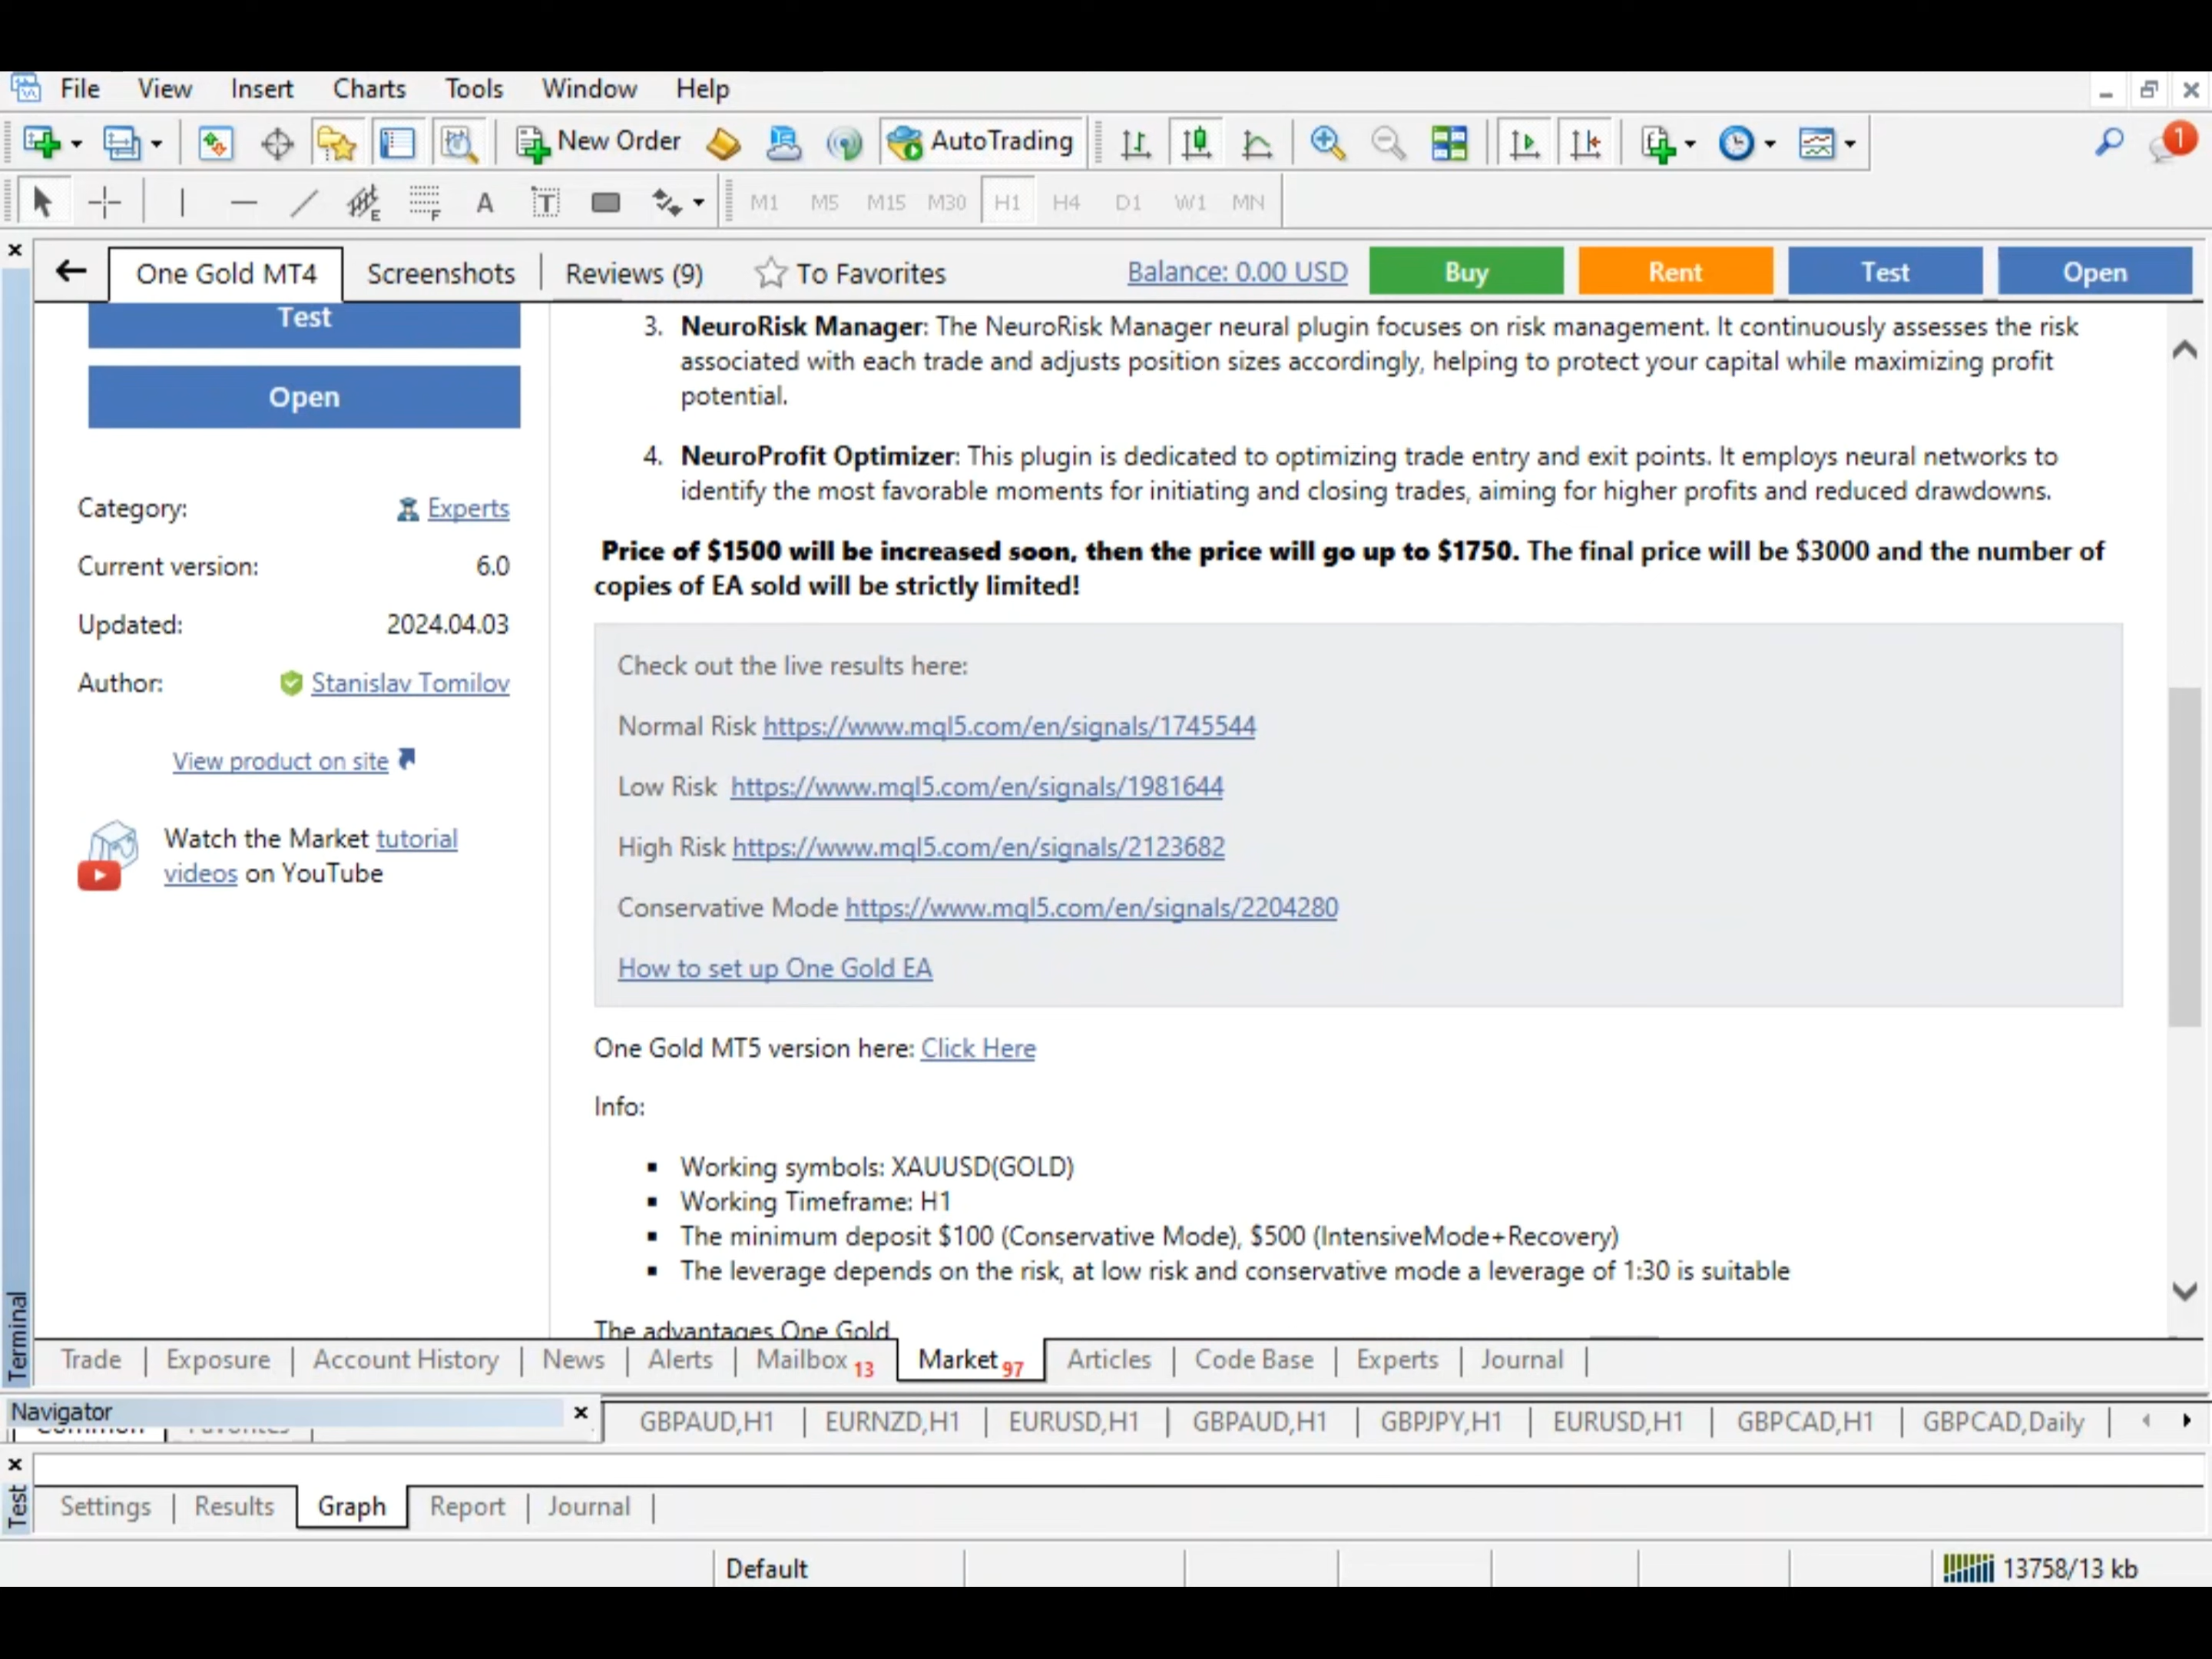 File View Insert Charts Tools Window Help
New Order AutoTrading 1
A T E F M1 M5 M15 M30 H1 H4 D1 W1 MN
One Gold MT4 Screenshots Reviews (9) To Favorites Balance: 0.00 USD Buy Rent Test Open
Test
Open
Category: Experts
Current version: 6.0
Updated: 2024.04.03
Author: Stanislav Tomilov
View product on site
Watch the Market tutorial
videos on YouTube
3. NeuroRisk Manager: The NeuroRisk Manager neural plugin focuses on risk management. It continuously assesses the risk
associated with each trade and adjusts position sizes accordingly, helping to protect your capital while maximizing profit
potential.
4. NeuroProfit Optimizer: This plugin is dedicated to optimizing trade entry and exit points. It employs neural networks to
identify the most favorable moments for initiating and closing trades, aiming for higher profits and reduced drawdowns.
Price of $1500 will be increased soon, then the price will go up to $1750. The final price will be $3000 and the number of
copies of EA sold will be strictly limited!
Check out the live results here:
Normal Risk https://www.mql5.com/en/signals/1745544
Low Risk https://www.mql5.com/en/signals/1981644
High Risk https://www.mql5.com/en/signals/2123682
Conservative Mode https://www.mql5.com/en/signals/2204280
How to set up One Gold EA
One Gold MT5 version here: Click Here
Info:
▪ Working symbols: XAUUSD(GOLD)
▪ Working Timeframe: H1
▪ The minimum deposit $100 (Conservative Mode), $500 (IntensiveMode+Recovery)
▪ The leverage depends on the risk, at low risk and conservative mode a leverage of 1:30 is suitable
The advantages One Gold
Terminal
Trade Exposure Account History News Alerts Mailbox 13 Market 97 Articles Code Base Experts Journal
Navigator
Common Favorites
GBPAUD,H1 EURNZD,H1 EURUSD,H1 GBPAUD,H1 GBPJPY,H1 EURUSD,H1 GBPCAD,H1 GBPCAD,Daily
Test
Settings Results Graph Report Journal
Default 13758/13 kb